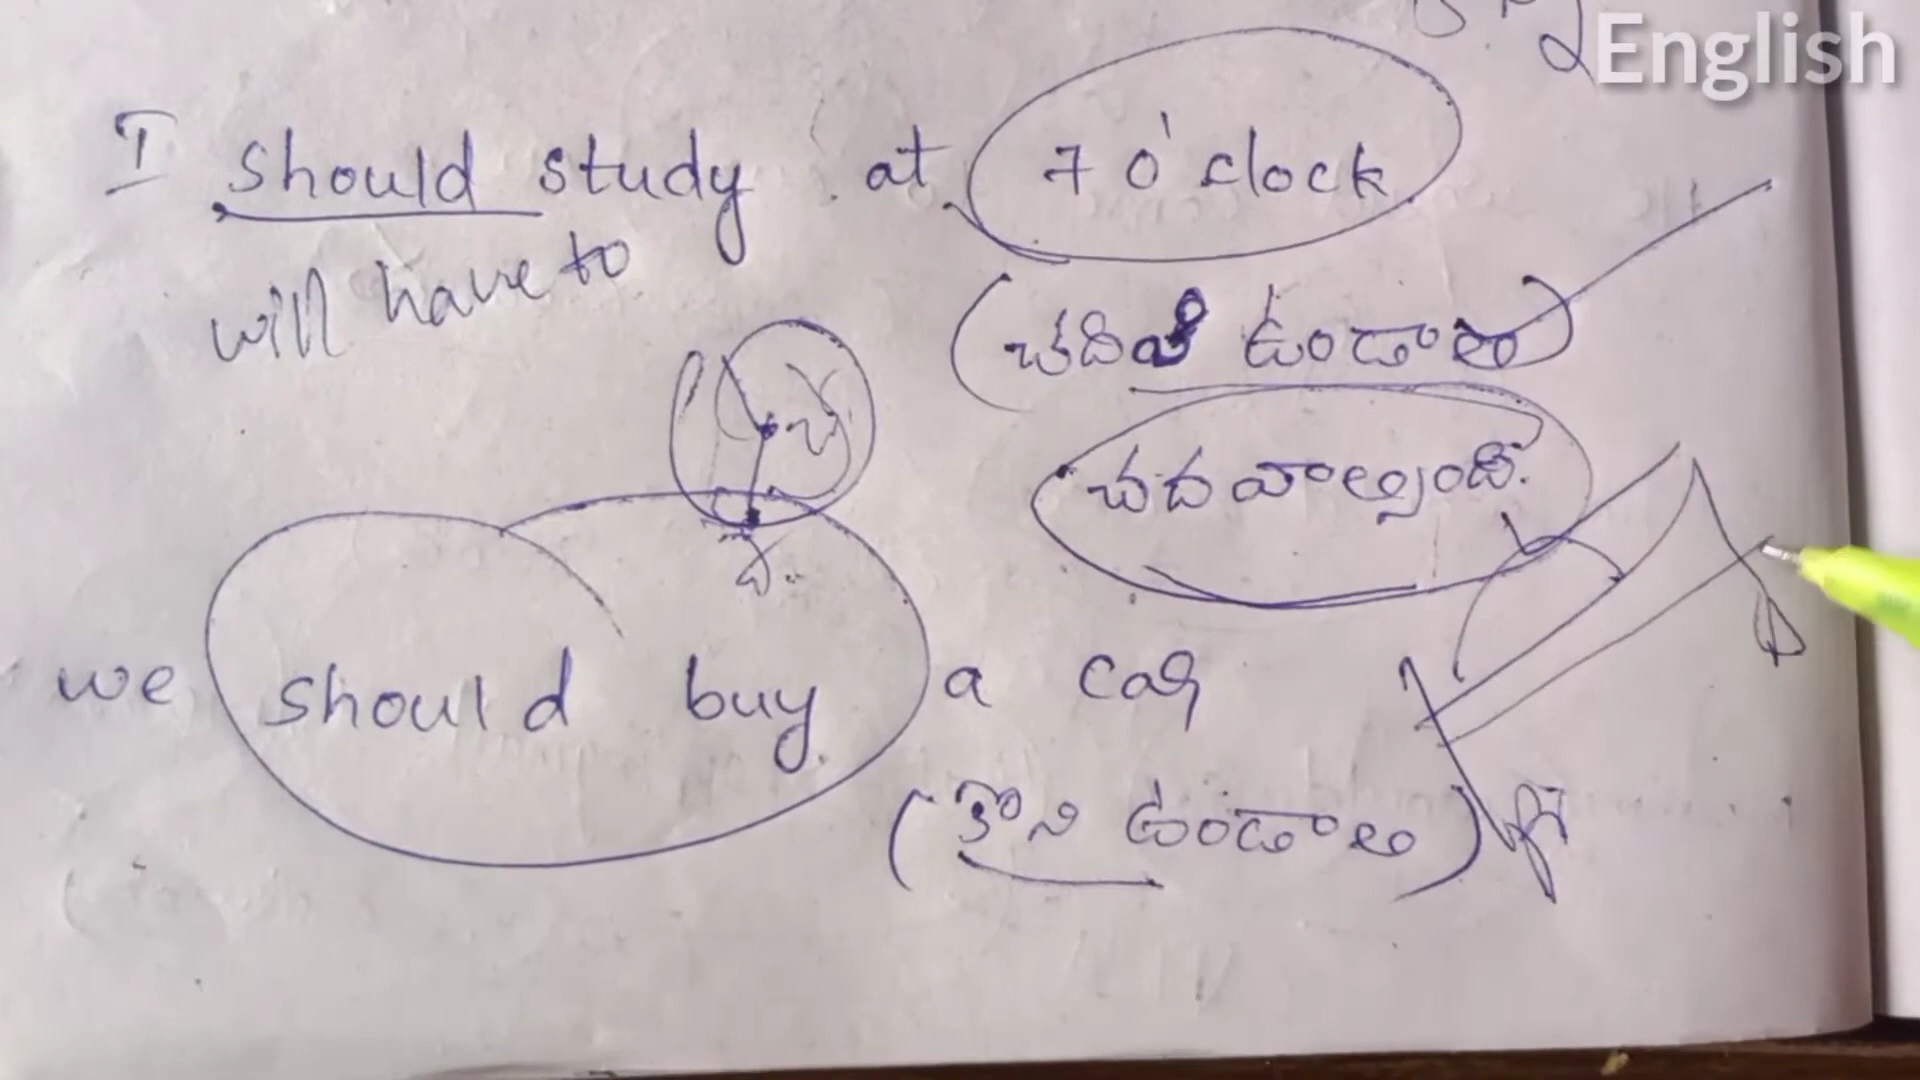 English
I should study at 7 o'clock
will have to
(చదివి ఉండాలి)
చదవాల్సింది.
we should buy a car
(కొని ఉండాలి)